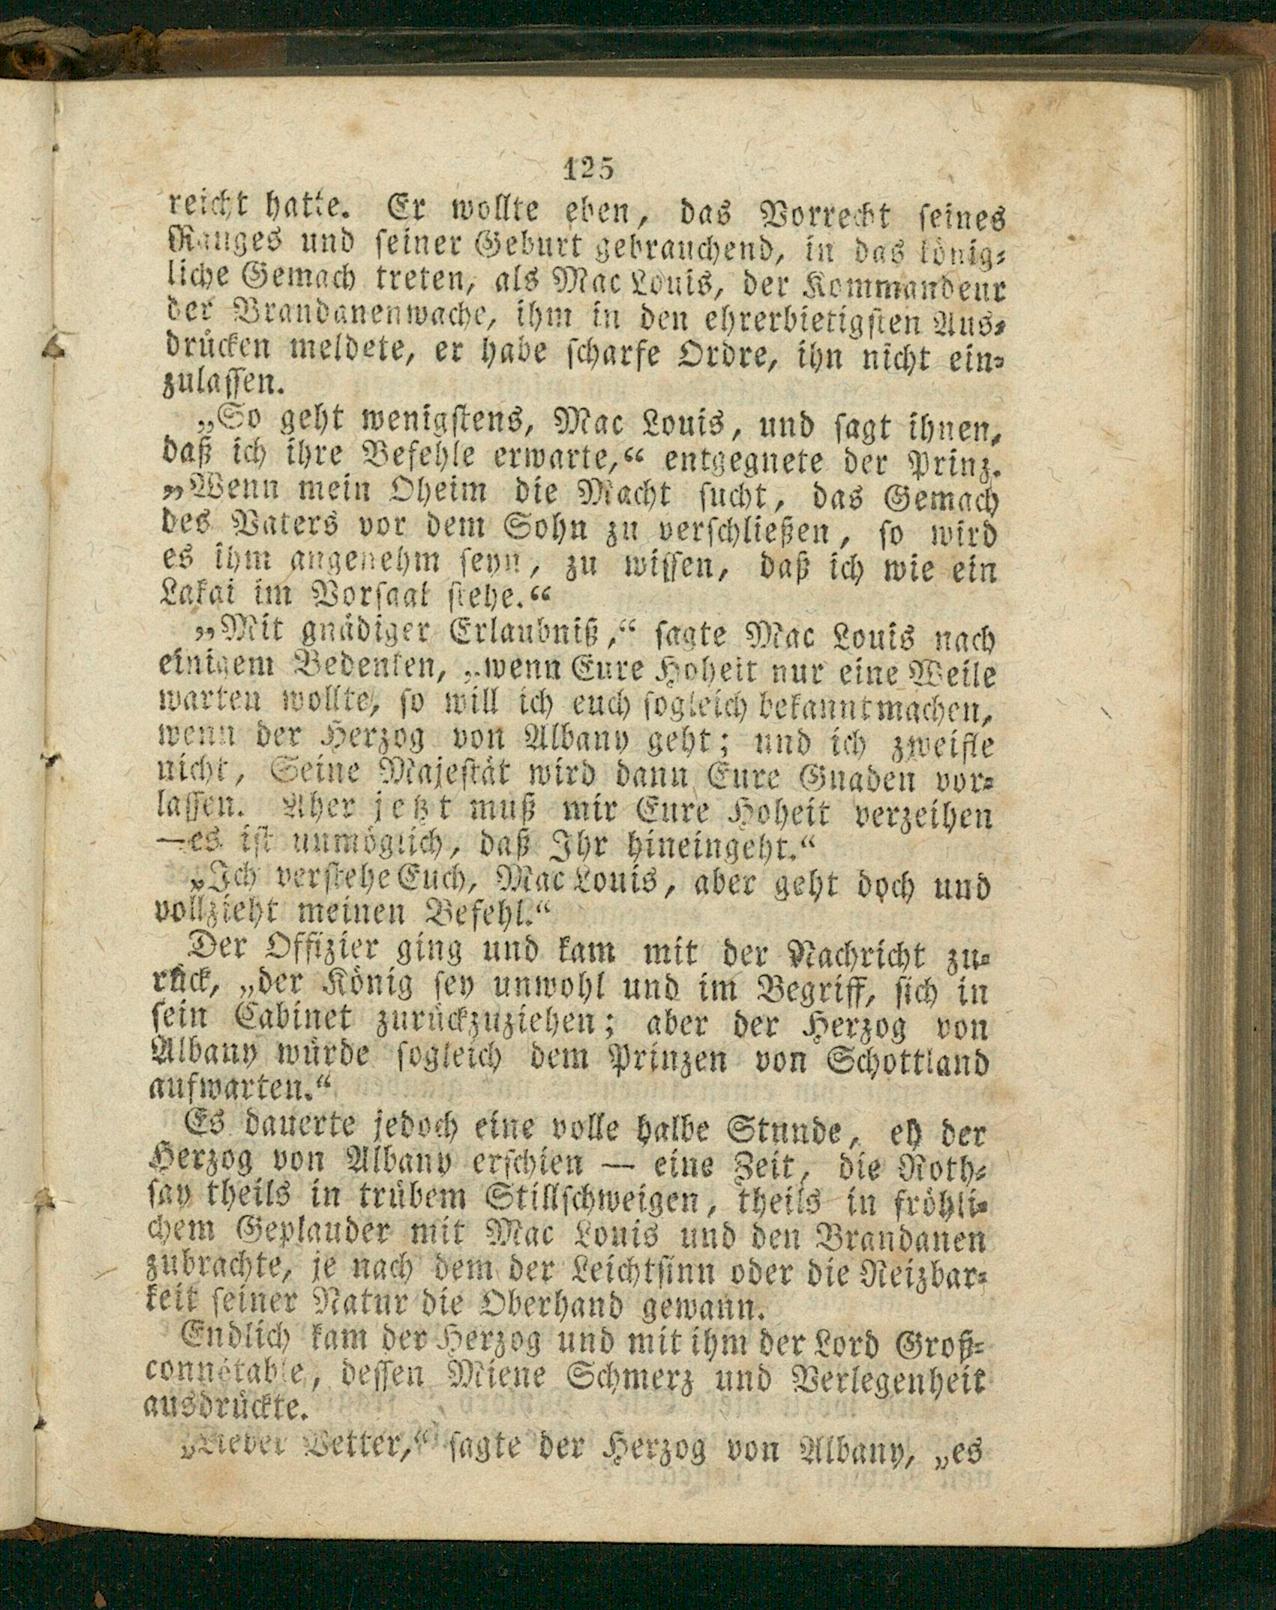 125
reicht hatte. Er wollte eben, das Vorrecht seines
Ranges und seiner Geburt gebrauchend, in das könig-
liche Gemach treten, als Mac Louis, der Kommandeur
der Brandanenwache, ihm in den ehrerbietigsten Aus-
drücken meldete, er habe scharfe Ordre, ihn nicht ein-
zulassen.
„So geht wenigstens, Mac Louis, und sagt ihnen,
daß ich ihre Befehle erwarte,“ entgegnete der Prinz.
„Wenn mein Oheim die Macht sucht, das Gemach
des Vaters vor dem Sohn zu verschließen, so wird
es ihm angenehm seyn, zu wissen, daß ich wie ein
Lakai im Vorsaal stehe.“
„Mit gnädiger Erlaubniß,“ sagte Mac Louis nach
einigem Bedenken, „wenn Eure Hoheit nur eine Weile
warten wollte, so will ich euch sogleich bekanntmachen,
wenn der Herzog von Albany geht; und ich zweifle
nicht, Seine Majestät wird dann Eure Gnaden vor-
lassen. Aher jetzt muß mir Eure Hoheit verzeihen
—es ist unmöglich, daß Ihr hineingeht.“
„Ich verstehe Euch, Mac Louis, aber geht doch und
vollzieht meinen Befehl.“
Der Offizier ging und kam mit der Nachricht zu-
rück, „der König sey unwohl und im Begriff, sich in
sein Cabinet zurückzuziehen; aber der Herzog von
Albany würde sogleich dem Prinzen von Schottland
aufwarten.“
Es dauerte jedoch eine volle halbe Stunde, eh der
Herzog von Albany erschien — eine Zeit, die Roth-
say theils in trübem Stillschweigen, theils in fröhli-
chem Geplauder mit Mac Louis und den Brandanen
zubrachte, je nach dem der Leichtsinn oder die Reizbar-
keit seiner Natur die Oberhand gewann.
Endlich kam der Herzog und mit ihm der Lord Groß-
connétable, dessen Miene Schmerz und Verlegenheit
ausdrückte.
„Lieber Vetter,“ sagte der Herzog von Albany, „es